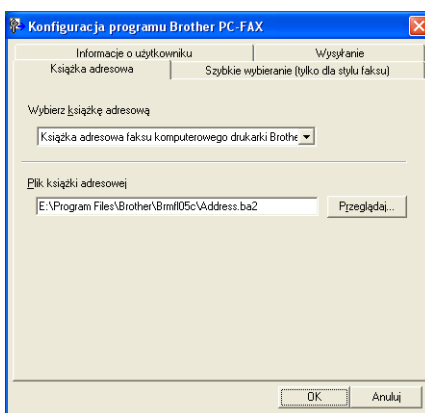 Konfiguracja programu Brother PC-FAX
Informacje o użytkowniku
Wysyłanie
Książka adresowa
Szybkie wybieranie (tylko dla stylu faksu)
Wybierz książkę adresową
Książka adresowa faksu komputerowego drukarki Brothe
Plik książki adresowej
E:\Program Files\Brother\Brmfl05c\Address.ba2
Przeglądaj...
OK
Anuluj